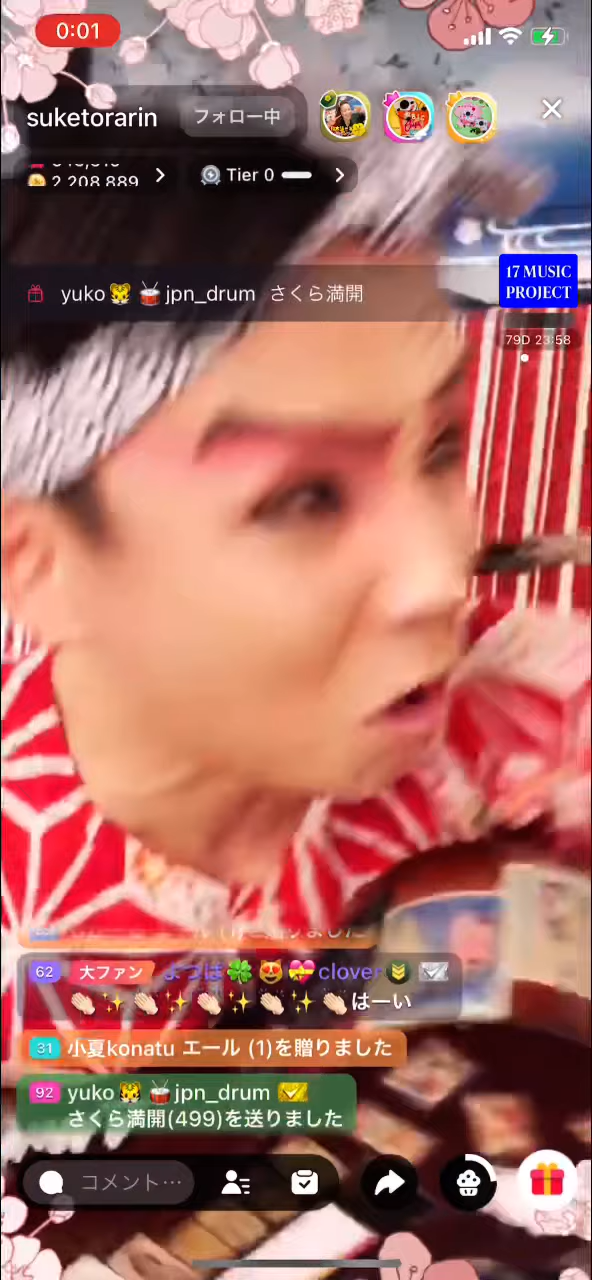 0:01
suketorarin フォロー中
2,208,889 Tier 0
yuko🐯🥁jpn_drum さくら満開
17 MUSIC
PROJECT
79D 23:58
62 大ファン よつば🍀😻💝clover
👏🏻✨👏🏻✨👏🏻✨👏🏻✨👏🏻はーい
31 小夏konatu エール (1)を贈りました
92 yuko🐯🥁jpn_drum
さくら満開(499)を送りました
コメント…